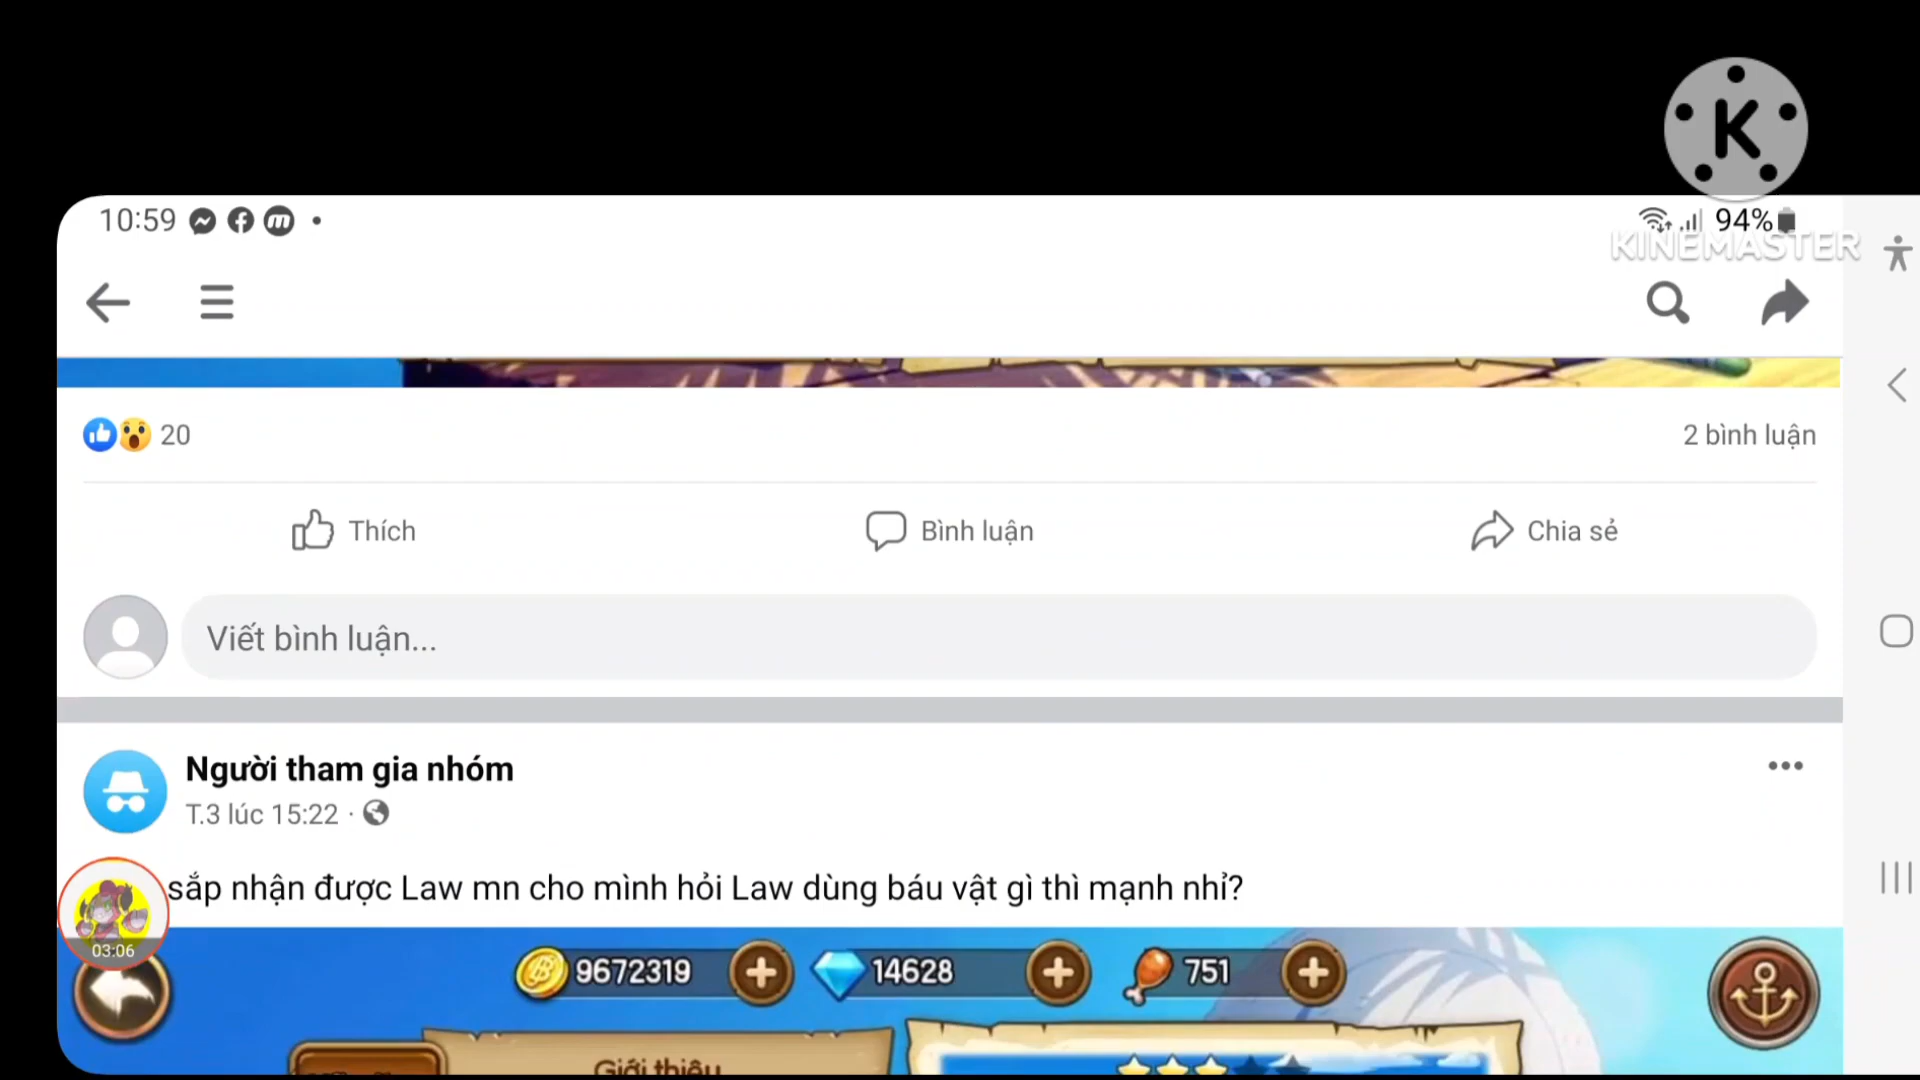 10:59
94%
KINEMASTER
20
2 bình luận
Thích
Bình luận
Chia sẻ
Viết bình luận...
Người tham gia nhóm
T.3 lúc 15:22 ·
sắp nhận được Law mn cho mình hỏi Law dùng báu vật gì thì mạnh nhỉ?
03:06
9672319
14628
751
Giới thiệu